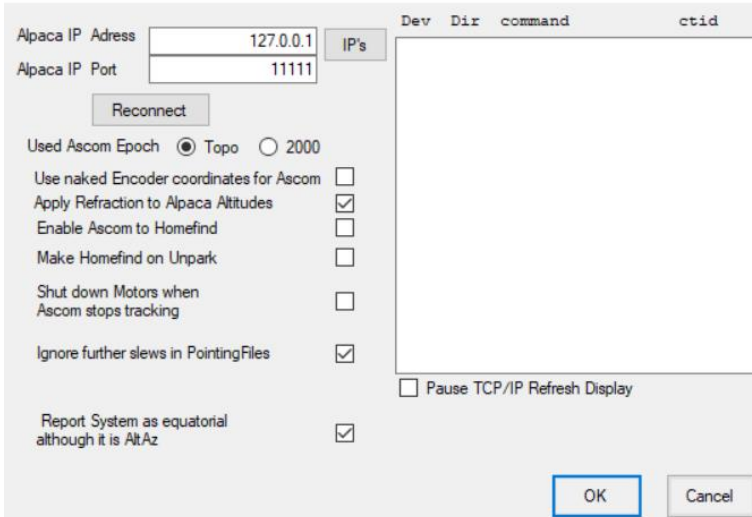 Dev Dir command ctid
Alpaca IP Adress 127.0.0.1 IP's
Alpaca IP Port 11111
Reconnect
Used Ascom Epoch Topo 2000
Use naked Encoder coordinates for Ascom
Apply Refraction to Alpaca Altitudes
Enable Ascom to Homefind
Make Homefind on Unpark
Shut down Motors when
Ascom stops tracking
Ignore further slews in PointingFiles
Pause TCP/IP Refresh Display
Report System as equatorial
although it is AltAz
OK Cancel